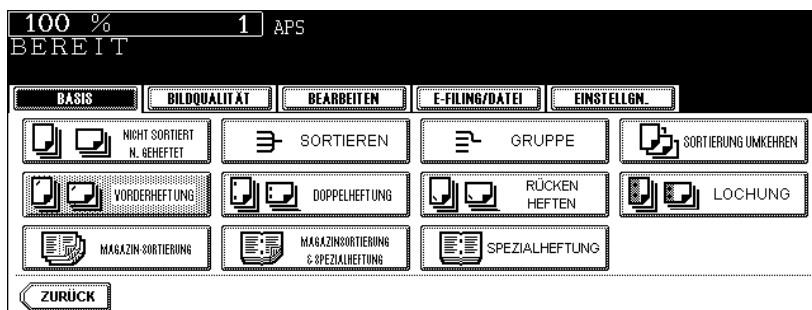 100 % 1 APS
BEREIT
BASIS BILDQUALITÄT BEARBEITEN E-FILING/DATEI EINSTELLGN.
NICHT SORTIERT
N. GEHEFTET
SORTIEREN
GRUPPE
SORTIERUNG UMKEHREN
VORDERHEFTUNG
DOPPELHEFTUNG
RÜCKEN
HEFTEN
LOCHUNG
MAGAZIN-SORTIERUNG
MAGAZINSORTIERUNG
& SPEZIALHEFTUNG
SPEZIALHEFTUNG
ZURÜCK